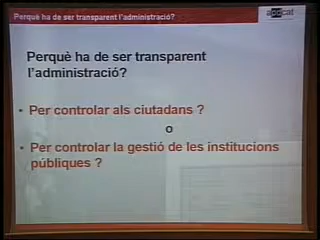 Perquè ha de ser transparent l'administració?
apdcat
Perquè ha de ser transparent
l'administració?
• Per controlar als ciutadans ?
o
• Per controlar la gestió de les institucions
públiques ?